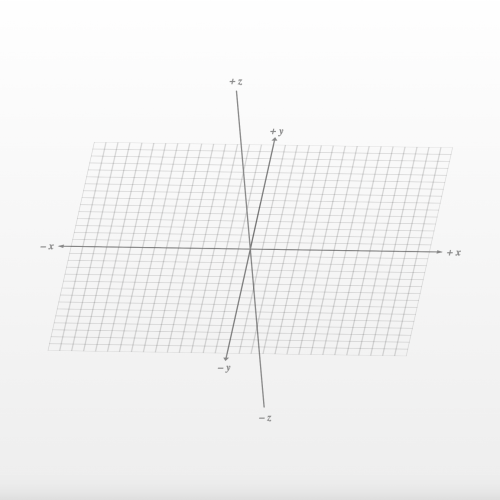 + z
+ y
− x
+ x
− y
− z